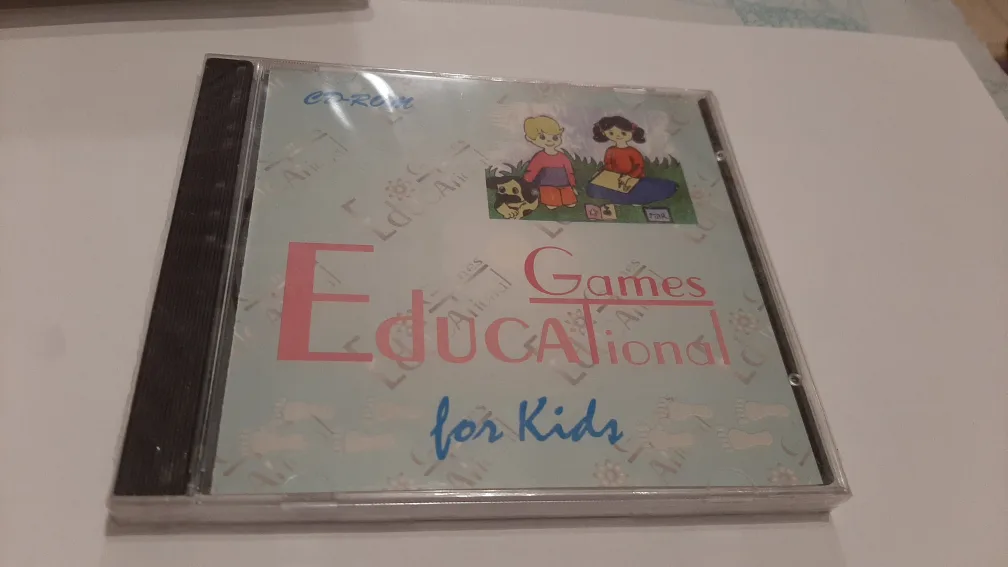 CD-ROM
Games
Educational
for Kids